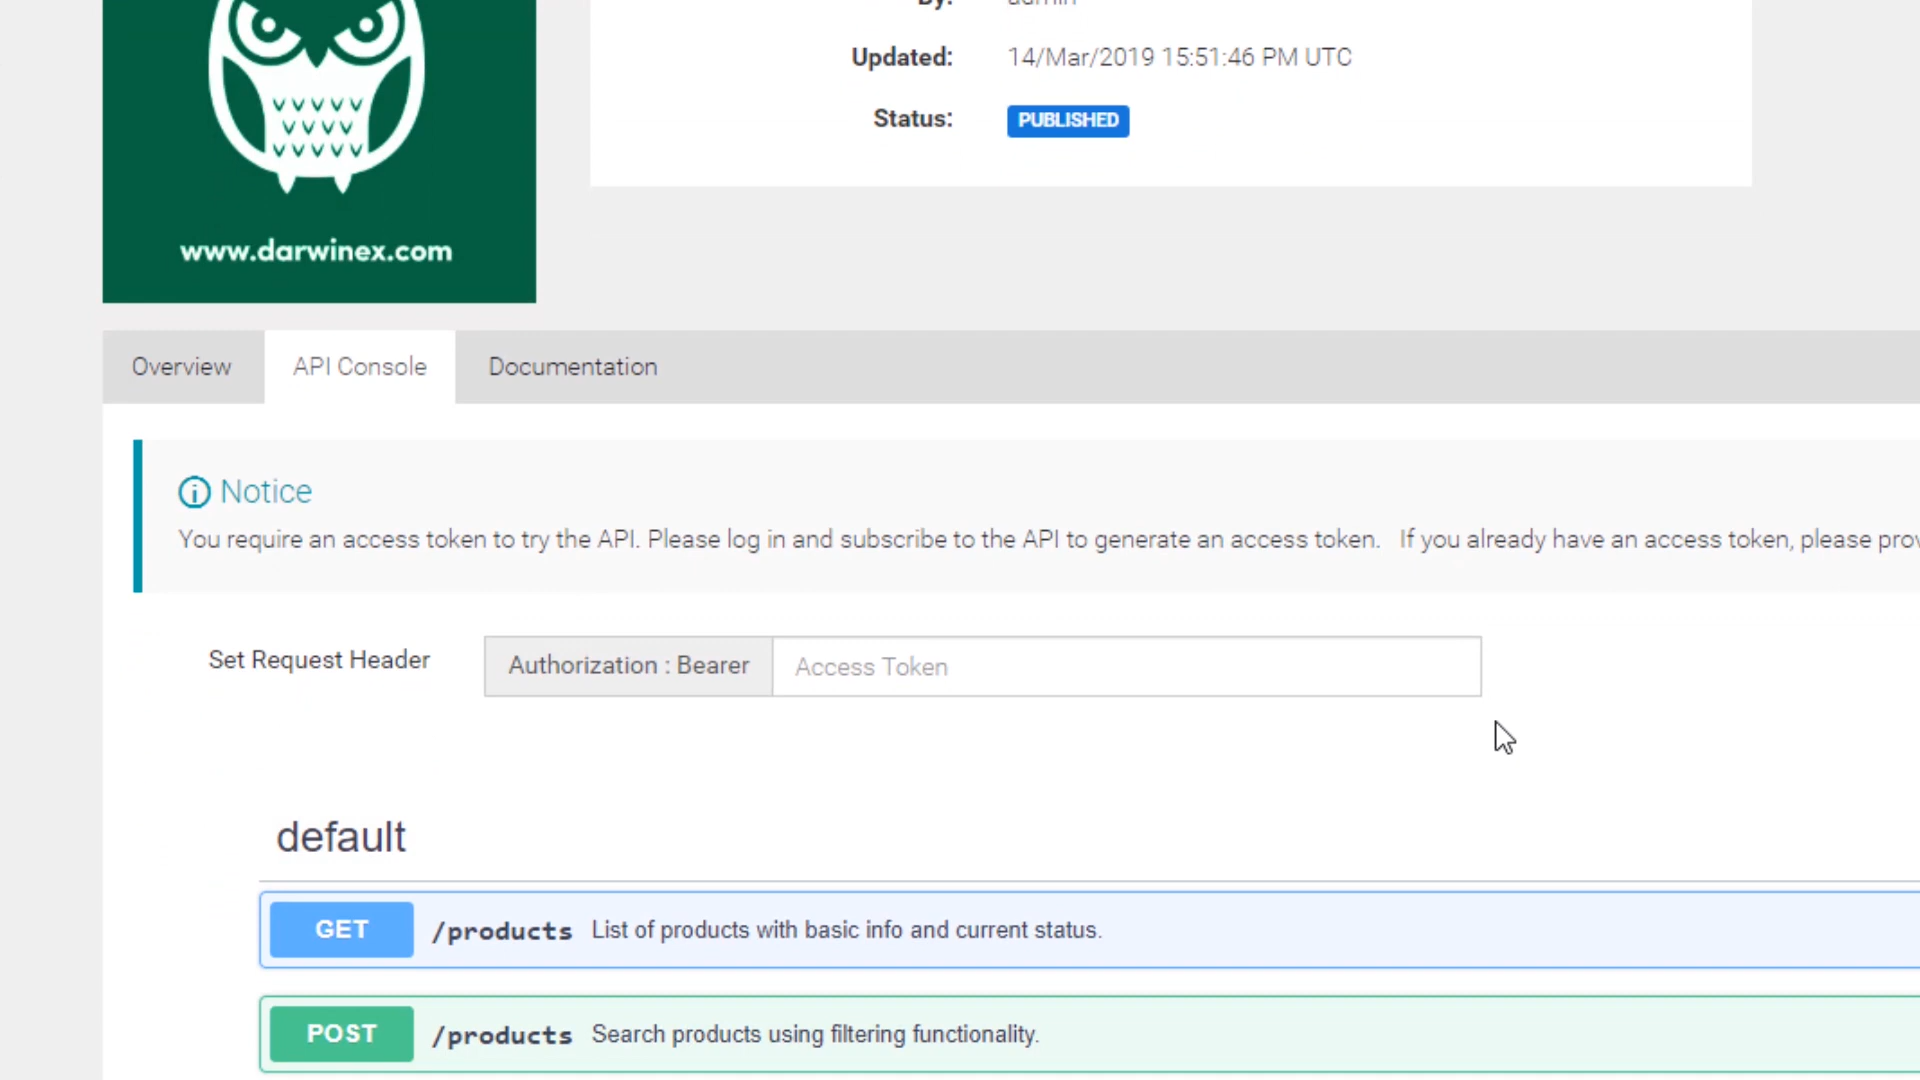 By: admin
Updated: 14/Mar/2019 15:51:46 PM UTC
Status: PUBLISHED
www.darwinex.com
Overview API Console Documentation
Notice
You require an access token to try the API. Please log in and subscribe to the API to generate an access token. If you already have an access token, please
Set Request Header Authorization : Bearer Access Token
default
GET /products List of products with basic info and current status.
POST /products Search products using filtering functionality.